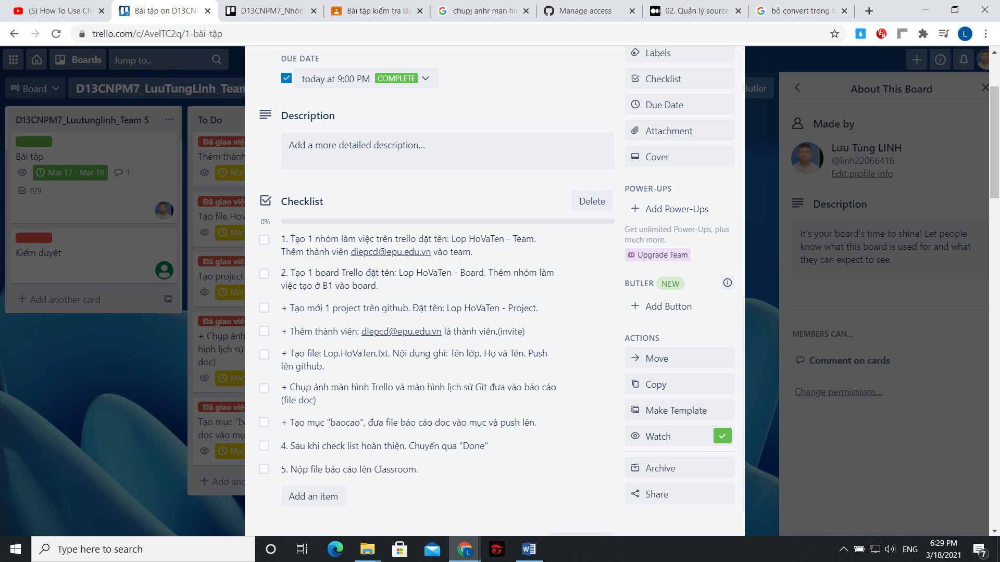 (5) How To Use Ch
Bài tập on D13CNP
D13CNPM7_Nhóm
Bài tập kiểm tra lấy
chupj anhr man hi
Manage access
02. Quản lý source
bỏ convert trong t
trello.com/c/AvelTC2q/1-bài-tập
L
Boards
Jump to...
Board
D13CNPM7_LuuTungLinh_Team
Butler
D13CNPM7_Luutunglinh_Team 5
Bài tập
Mar 17 - Mar 18
1
0/9
Kiểm duyệt
Add another card
To Do
Đã giao việ
Thêm thành
Mar
Đã giao việ
Tạo file Hov
Mar
Đã giao việ
Tạo project
Mar
Đã giao việ
+ Chụp ảnh
hình lịch sử
doc)
Mar
Đã giao việ
Tạo mục "ba
doc vào mụ
Mar
Add ano
DUE DATE
today at 9:00 PM COMPLETE
Description
Add a more detailed description...
Checklist
Delete
0%
1. Tạo 1 nhóm làm việc trên trello đặt tên: Lop HoVaTen - Team.
Thêm thành viên diepcd@epu.edu.vn vào team.
2. Tạo 1 board Trello đặt tên: Lop HoVaTen - Board. Thêm nhóm làm
việc tạo ở B1 vào board.
+ Tạo mới 1 project trên github. Đặt tên: Lop HoVaTen - Project.
+ Thêm thành viên: diepcd@epu.edu.vn là thành viên.(invite)
+ Tạo file: Lop.HoVaTen.txt. Nội dung ghi: Tên lớp, Họ và Tên. Push
lên github.
+ Chụp ảnh màn hình Trello và màn hình lịch sử Git đưa vào báo cáo
(file doc)
+ Tạo mục "baocao", đưa file báo cáo doc vào mục và push lên.
4. Sau khi check list hoàn thiện. Chuyển qua "Done"
5. Nộp file báo cáo lên Classroom.
Add an item
Labels
Checklist
Due Date
Attachment
Cover
POWER-UPS
Add Power-Ups
Get unlimited Power-Ups, plus
much more.
Upgrade Team
BUTLER NEW
Add Button
ACTIONS
Move
Copy
Make Template
Watch
Archive
Share
About This Board
Made by
Lưu Tùng LINH
@linh22066416
Edit profile info
Description
It's your board's time to shine! Let people
know what this board is used for and what
they can expect to see.
MEMBERS CAN...
Comment on cards
Change permissions...
Type here to search
L
ENG
6:29 PM
3/18/2021
7